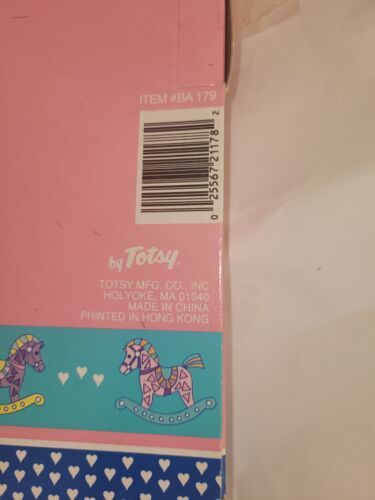 ITEM #BA 179
0 25567 21178 2
by Totsy®
TOTSY MFG. CO., INC
HOLYOKE, MA 01040
MADE IN CHINA
PRINTED IN HONG KONG